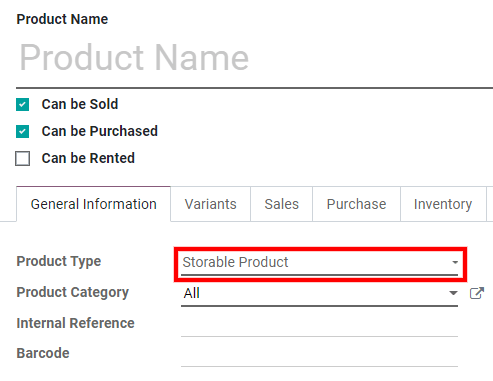 Product Name
Product Name
Can be Sold
Can be Purchased
Can be Rented
General Information Variants Sales Purchase Inventory
Product Type Storable Product
Product Category All
Internal Reference
Barcode